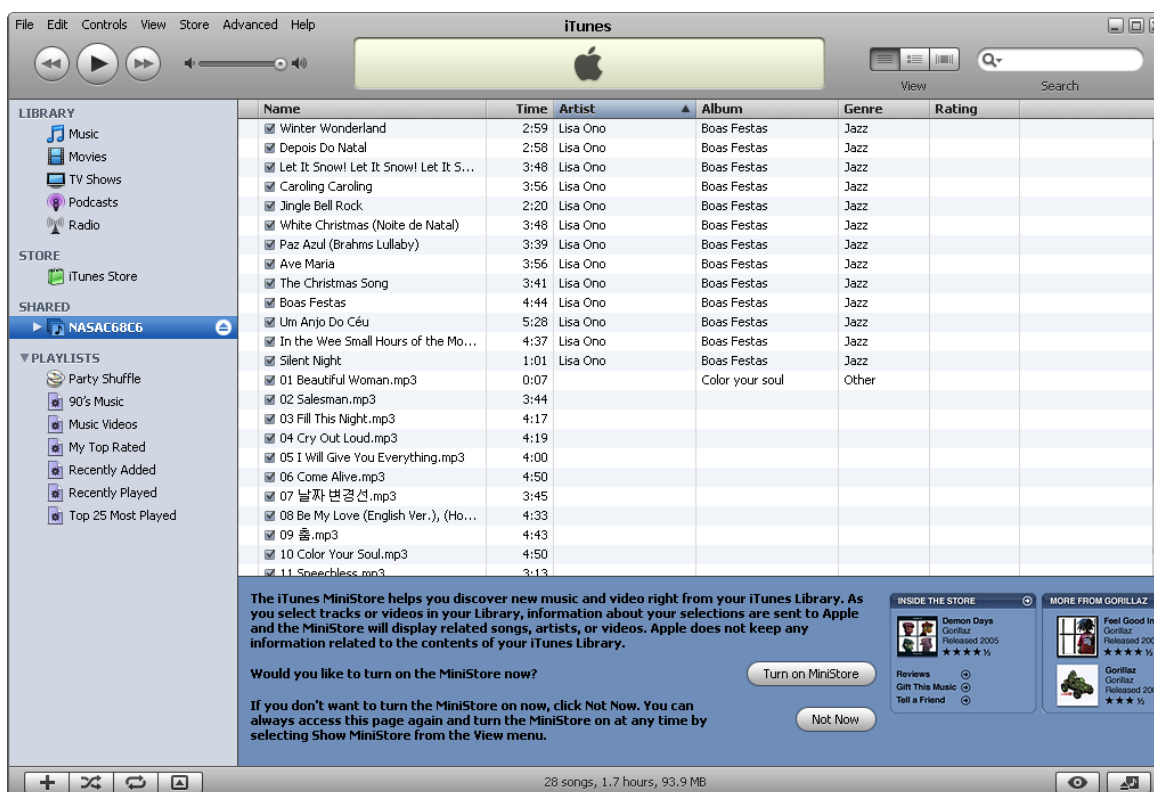 File Edit Controls View Store Advanced Help
iTunes
View
Search
LIBRARY
Music
Movies
TV Shows
Podcasts
Radio
STORE
iTunes Store
SHARED
NASAC68C6
PLAYLISTS
Party Shuffle
90's Music
Music Videos
My Top Rated
Recently Added
Recently Played
Top 25 Most Played
Name Time Artist Album Genre Rating
Winter Wonderland 2:59 Lisa Ono Boas Festas Jazz
Depois Do Natal 2:58 Lisa Ono Boas Festas Jazz
Let It Snow! Let It Snow! Let It S... 3:48 Lisa Ono Boas Festas Jazz
Caroling Caroling 3:56 Lisa Ono Boas Festas Jazz
Jingle Bell Rock 2:20 Lisa Ono Boas Festas Jazz
White Christmas (Noite de Natal) 3:48 Lisa Ono Boas Festas Jazz
Paz Azul (Brahms Lullaby) 3:39 Lisa Ono Boas Festas Jazz
Ave Maria 3:56 Lisa Ono Boas Festas Jazz
The Christmas Song 3:41 Lisa Ono Boas Festas Jazz
Boas Festas 4:44 Lisa Ono Boas Festas Jazz
Um Anjo Do Céu 5:28 Lisa Ono Boas Festas Jazz
In the Wee Small Hours of the Mo... 4:37 Lisa Ono Boas Festas Jazz
Silent Night 1:01 Lisa Ono Boas Festas Jazz
01 Beautiful Woman.mp3 0:07 Color your soul Other
02 Salesman.mp3 3:44
03 Fill This Night.mp3 4:17
04 Cry Out Loud.mp3 4:19
05 I Will Give You Everything.mp3 4:00
06 Come Alive.mp3 4:50
07 날짜 변경선.mp3 3:45
08 Be My Love (English Ver.), (Ho... 4:33
09 춤.mp3 4:43
10 Color Your Soul.mp3 4:50
11 Speechless.mp3 3:13
The iTunes MiniStore helps you discover new music and video right from your iTunes Library. As
you select tracks or videos in your Library, information about your selections are sent to Apple
and the MiniStore will display related songs, artists, or videos. Apple does not keep any
information related to the contents of your iTunes Library.
Would you like to turn on the MiniStore now?
Turn on MiniStore
If you don't want to turn the MiniStore on now, click Not Now. You can
always access this page again and turn the MiniStore on at any time by
selecting Show MiniStore from the View menu.
Not Now
INSIDE THE STORE
Demon Days
Gorillaz
Released 2005
Reviews
Gift This Music
Tell a Friend
MORE FROM GORILLAZ
Feel Good In
Gorillaz
Released 200
Gorillaz
Gorillaz
Released 200
28 songs, 1.7 hours, 93.9 MB